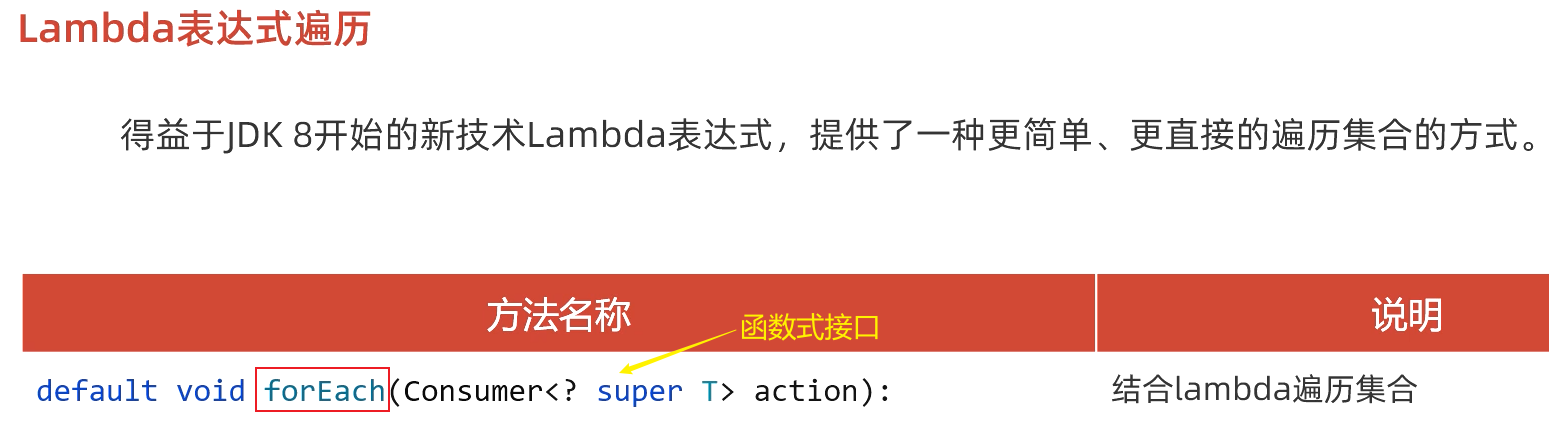 Lambda表达式遍历
得益于JDK 8开始的新技术Lambda表达式，提供了一种更简单、更直接的遍历集合的方式。
方法名称 说明
函数式接口
default void forEach(Consumer<? super T> action): 结合lambda遍历集合